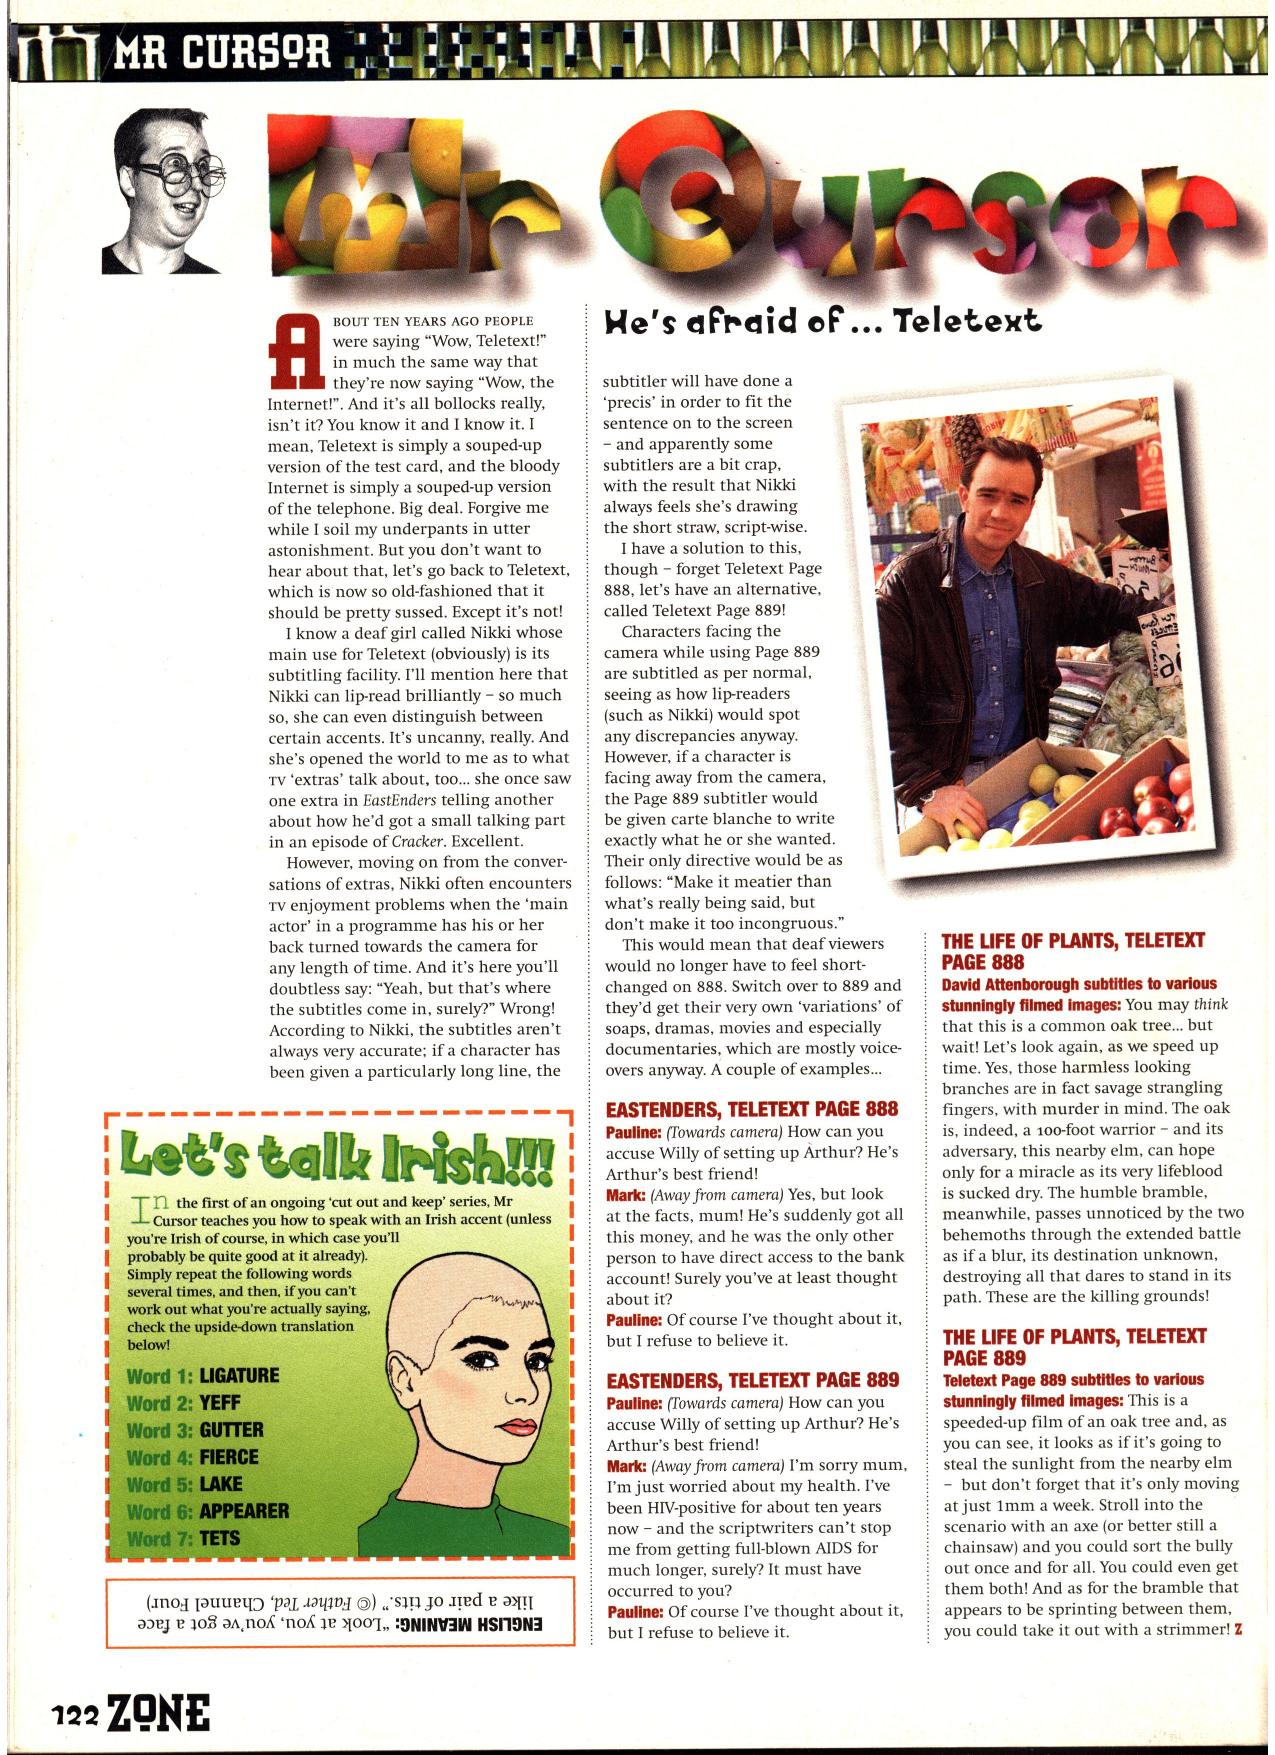 MR CURSOR
Mr Cursor
He's afraid of... Teletext
ABOUT TEN YEARS AGO PEOPLE
were saying “Wow, Teletext!”
in much the same way that
they're now saying “Wow, the
Internet!”. And it's all bollocks really,
isn't it? You know it and I know it. I
mean, Teletext is simply a souped-up
version of the test card, and the bloody
Internet is simply a souped-up version
of the telephone. Big deal. Forgive me
while I soil my underpants in utter
astonishment. But you don't want to
hear about that, let's go back to Teletext,
which is now so old-fashioned that it
should be pretty sussed. Except it's not!
I know a deaf girl called Nikki whose
main use for Teletext (obviously) is its
subtitling facility. I'll mention here that
Nikki can lip-read brilliantly – so much
so, she can even distinguish between
certain accents. It's uncanny, really. And
she's opened the world to me as to what
TV ‘extras’ talk about, too... she once saw
one extra in EastEnders telling another
about how he'd got a small talking part
in an episode of Cracker. Excellent.
However, moving on from the conver-
sations of extras, Nikki often encounters
TV enjoyment problems when the ‘main
actor’ in a programme has his or her
back turned towards the camera for
any length of time. And it's here you'll
doubtless say: “Yeah, but that's where
the subtitles come in, surely?” Wrong!
According to Nikki, the subtitles aren't
always very accurate; if a character has
been given a particularly long line, the
subtitler will have done a
‘precis’ in order to fit the
sentence on to the screen
– and apparently some
subtitlers are a bit crap,
with the result that Nikki
always feels she's drawing
the short straw, script-wise.
I have a solution to this,
though – forget Teletext Page
888, let's have an alternative,
called Teletext Page 889!
Characters facing the
camera while using Page 889
are subtitled as per normal,
seeing as how lip-readers
(such as Nikki) would spot
any discrepancies anyway.
However, if a character is
facing away from the camera,
the Page 889 subtitler would
be given carte blanche to write
exactly what he or she wanted.
Their only directive would be as
follows: “Make it meatier than
what's really being said, but
don't make it too incongruous.”
This would mean that deaf viewers
would no longer have to feel short-
changed on 888. Switch over to 889 and
they'd get their very own ‘variations’ of
soaps, dramas, movies and especially
documentaries, which are mostly voice-
overs anyway. A couple of examples...
EASTENDERS, TELETEXT PAGE 888
Pauline: (Towards camera) How can you
accuse Willy of setting up Arthur? He's
Arthur's best friend!
Mark: (Away from camera) Yes, but look
at the facts, mum! He's suddenly got all
this money, and he was the only other
person to have direct access to the bank
account! Surely you've at least thought
about it?
Pauline: Of course I've thought about it,
but I refuse to believe it.
EASTENDERS, TELETEXT PAGE 889
Pauline: (Towards camera) How can you
accuse Willy of setting up Arthur? He's
Arthur's best friend!
Mark: (Away from camera) I'm sorry mum,
I'm just worried about my health. I've
been HIV-positive for about ten years
now – and the scriptwriters can't stop
me from getting full-blown AIDS for
much longer, surely? It must have
occurred to you?
Pauline: Of course I've thought about it,
but I refuse to believe it.
THE LIFE OF PLANTS, TELETEXT
PAGE 888
David Attenborough subtitles to various
stunningly filmed images: You may think
that this is a common oak tree... but
wait! Let's look again, as we speed up
time. Yes, those harmless looking
branches are in fact savage strangling
fingers, with murder in mind. The oak
is, indeed, a 100-foot warrior – and its
adversary, this nearby elm, can hope
only for a miracle as its very lifeblood
is sucked dry. The humble bramble,
meanwhile, passes unnoticed by the two
behemoths through the extended battle
as if a blur, its destination unknown,
destroying all that dares to stand in its
path. These are the killing grounds!
THE LIFE OF PLANTS, TELETEXT
PAGE 889
Teletext Page 889 subtitles to various
stunningly filmed images: This is a
speeded-up film of an oak tree and, as
you can see, it looks as if it's going to
steal the sunlight from the nearby elm
– but don't forget that it's only moving
at just 1mm a week. Stroll into the
scenario with an axe (or better still a
chainsaw) and you could sort the bully
out once and for all. You could even get
them both! And as for the bramble that
appears to be sprinting between them,
you could take it out with a strimmer! Z
Let's talk Irish!!!
In the first of an ongoing ‘cut out and keep’ series, Mr
Cursor teaches you how to speak with an Irish accent (unless
you're Irish of course, in which case you'll
probably be quite good at it already).
Simply repeat the following words
several times, and then, if you can't
work out what you're actually saying,
check the upside-down translation
below!
Word 1: LIGATURE
Word 2: YEFF
Word 3: GUTTER
Word 4: FIERCE
Word 5: LAKE
Word 6: APPEARER
Word 7: TETS
ENGLISH MEANING: “Look at you, you've got a face
like a pair of tits.” (© Father Ted, Channel Four)
122 ZONE